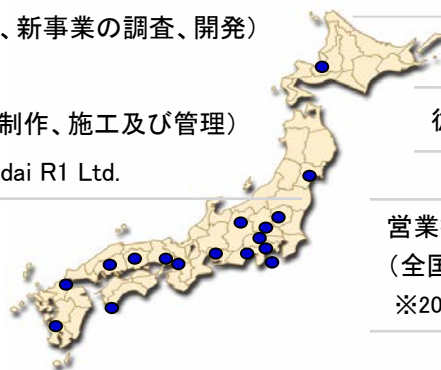 、新事業の調査、開発）
制作、施工及び管理）
dai R1 Ltd.
営業
（全国
※20